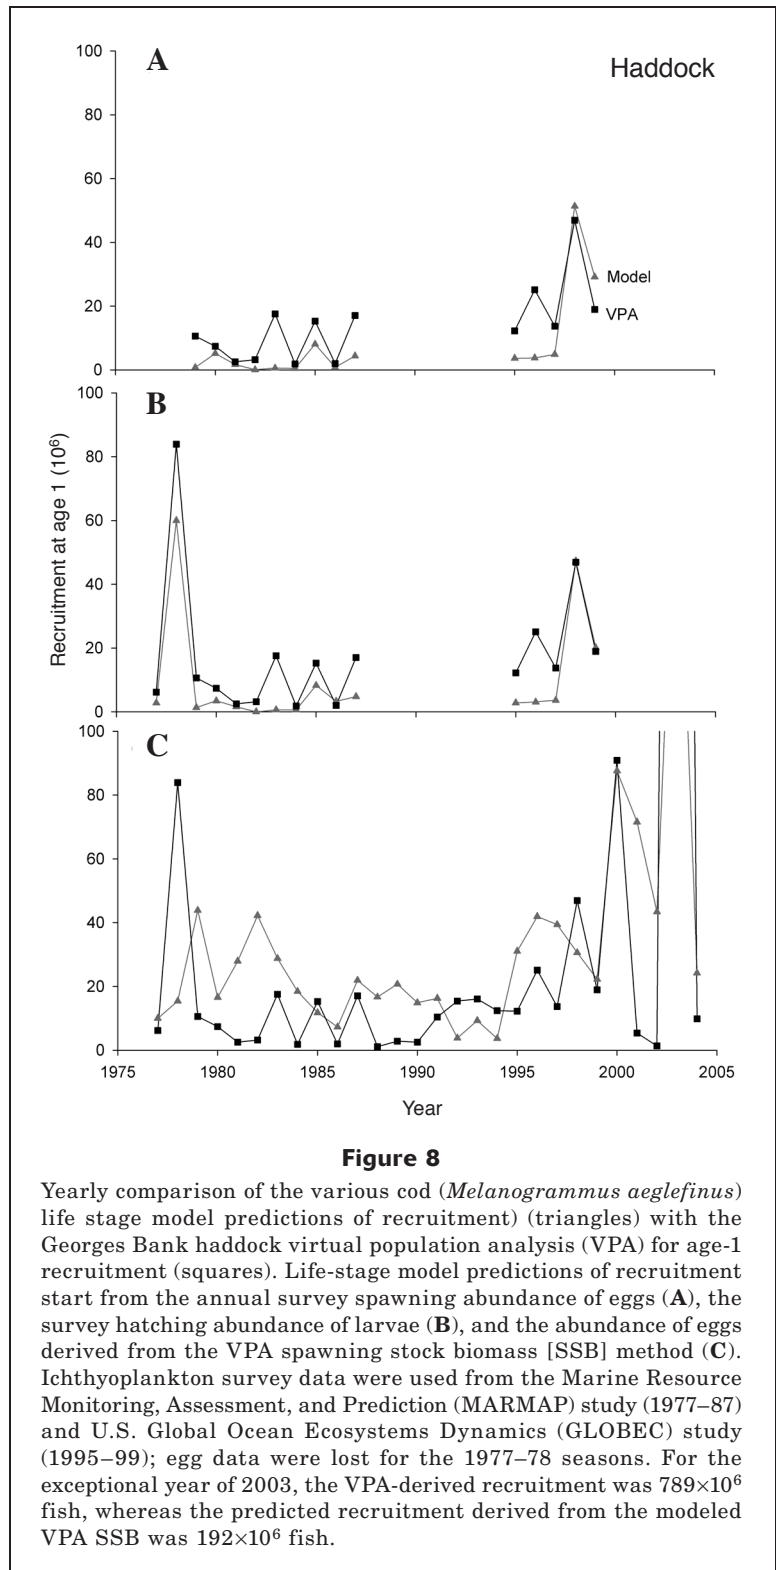 A
Haddock
100
80
60
40
20
0
Model
VPA
B
100
80
60
40
20
0
Recruitment at age 1 (10⁶)
C
100
80
60
40
20
0
1975 1980 1985 1990 1995 2000 2005
Year
Figure 8
Yearly comparison of the various cod (Melanogrammus aeglefinus)
life stage model predictions of recruitment) (triangles) with the
Georges Bank haddock virtual population analysis (VPA) for age-1
recruitment (squares). Life-stage model predictions of recruitment
start from the annual survey spawning abundance of eggs (A), the
survey hatching abundance of larvae (B), and the abundance of eggs
derived from the VPA spawning stock biomass [SSB] method (C).
Ichthyoplankton survey data were used from the Marine Resource
Monitoring, Assessment, and Prediction (MARMAP) study (1977–87)
and U.S. Global Ocean Ecosystems Dynamics (GLOBEC) study
(1995–99); egg data were lost for the 1977–78 seasons. For the
exceptional year of 2003, the VPA-derived recruitment was 789×10⁶
fish, whereas the predicted recruitment derived from the modeled
VPA SSB was 192×10⁶ fish.